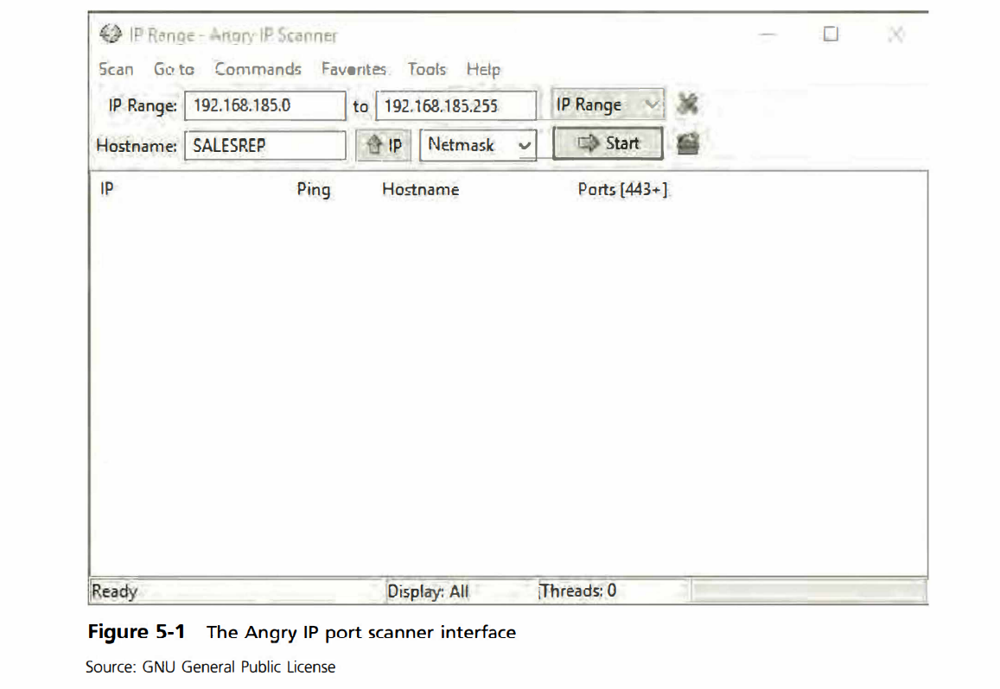 IP Range - Angry IP Scanner
Scan Go to Commands Favorites Tools Help
IP Range: 192.168.185.0 to 192.168.185.255 IP Range
Hostname: SALESREP IP Netmask Start
IP Ping Hostname Ports [443+]
Ready Display: All Threads: 0
Figure 5-1 The Angry IP port scanner interface
Source: GNU General Public License